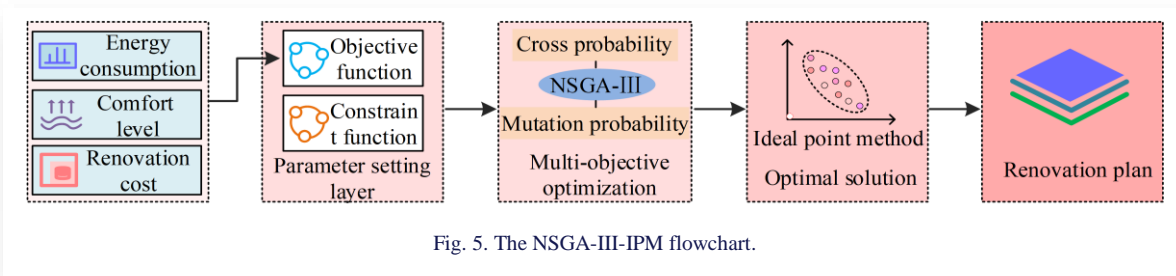 Energy
consumption
Comfort
level
Renovation
cost
Objective
function
Constrain
t function
Parameter setting
layer
Cross probability
NSGA-III
Mutation probability
Multi-objective
optimization
Ideal point method
Optimal solution
Renovation plan
Fig. 5. The NSGA-III-IPM flowchart.